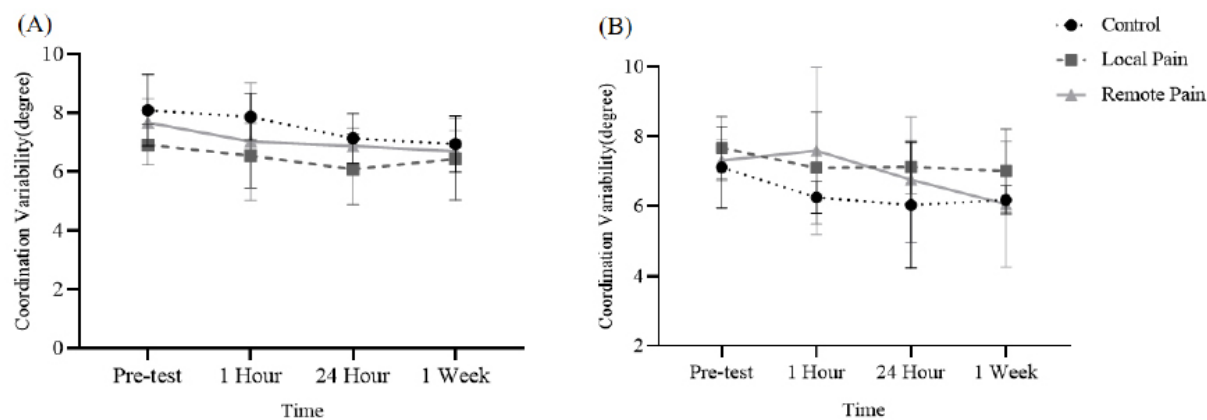 (A)
10
8
6
4
2
0
Coordination Variability(degree)
Pre-test
1 Hour
24 Hour
1 Week
Time
(B)
10
8
6
4
2
Coordination Variability(degree)
Pre-test
1 Hour
24 Hour
1 Week
Time
Control
Local Pain
Remote Pain